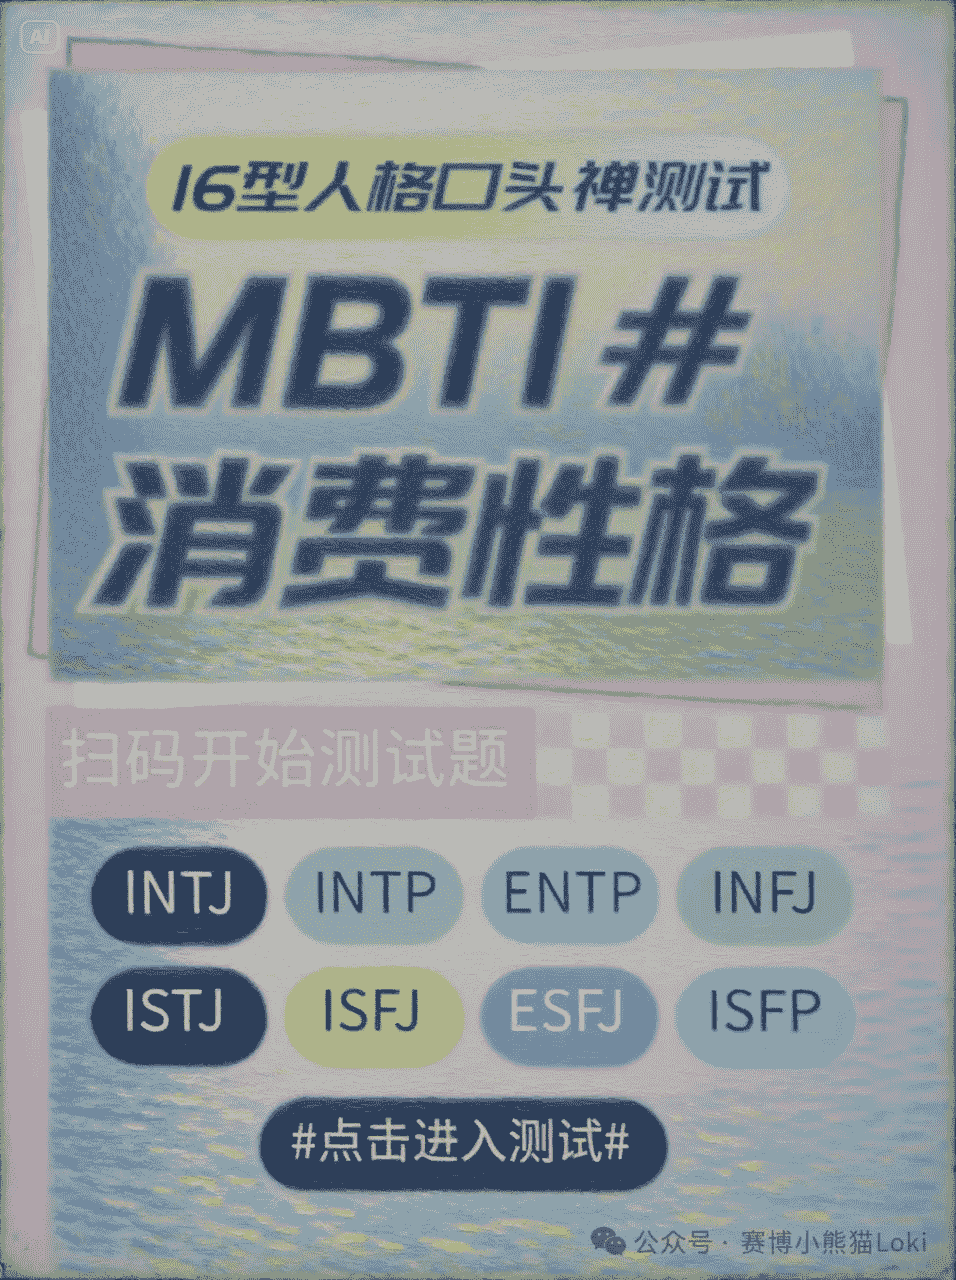 AI
16型人格口头禅测试
MBTI#
消费性格
扫码开始测试题
INTJ INTP ENTP INFJ
ISTJ ISFJ ESFJ ISFP
#点击进入测试#
公众号·赛博小熊猫Loki